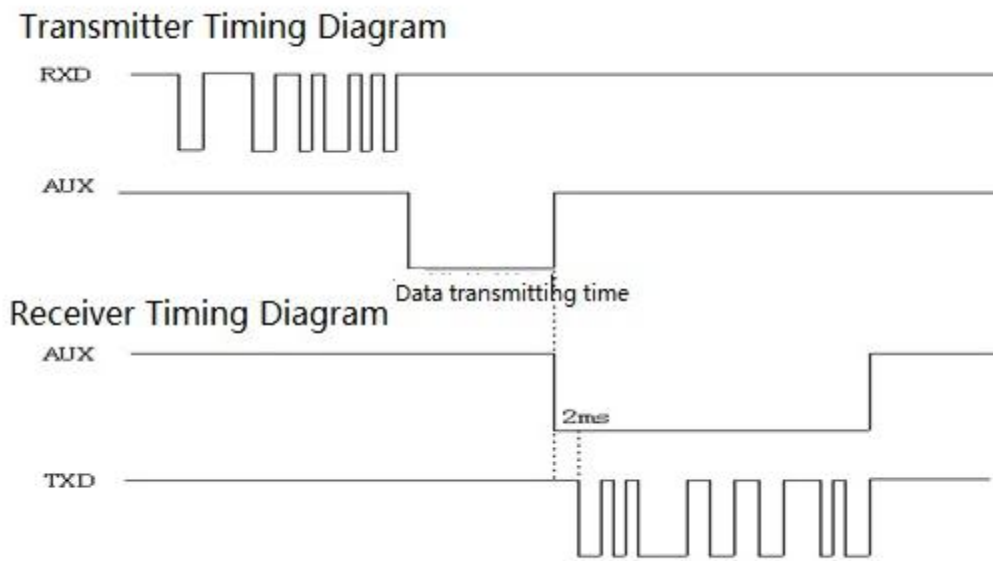 Transmitter Timing Diagram
RXD
AUX
Data transmitting time
Receiver Timing Diagram
AUX
2ms
TXD